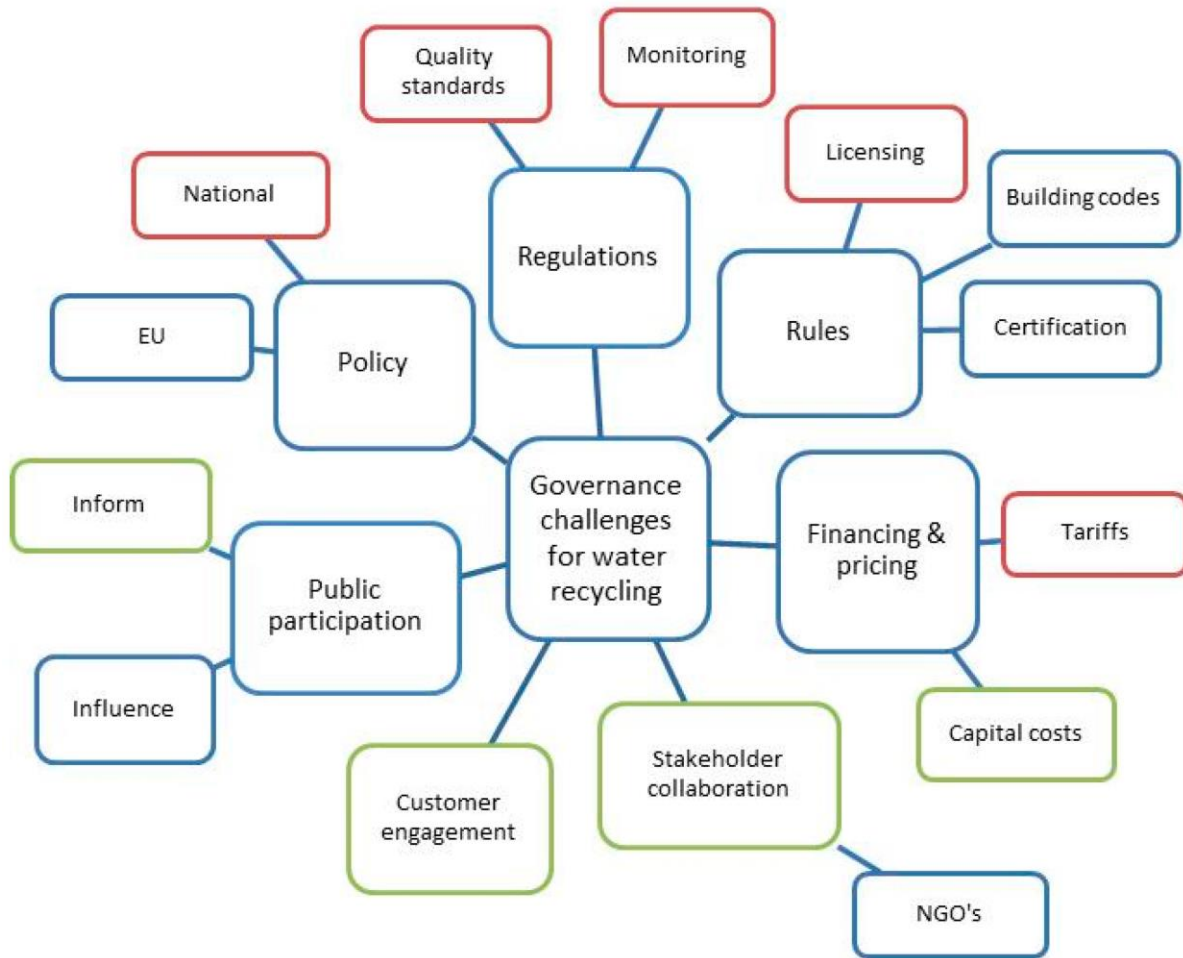 Quality
standards
Monitoring
Licensing
National
Building codes
Regulations
EU
Policy
Rules
Certification
Inform
Governance
challenges
for water
recycling
Financing &
pricing
Tariffs
Public
participation
Influence
Customer
engagement
Stakeholder
collaboration
Capital costs
NGO's